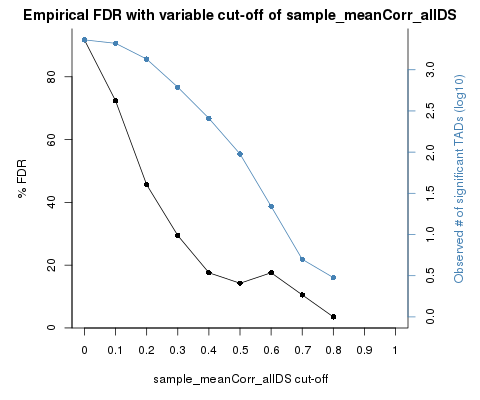 Empirical FDR with variable cut-off of sample_meanCorr_allDS
% FDR
0
20
40
60
80
0.0
0.5
1.0
1.5
2.0
2.5
3.0
Observed # of significant TADs (log10)
0 0.1 0.2 0.3 0.4 0.5 0.6 0.7 0.8 0.9 1
sample_meanCorr_allDS cut-off